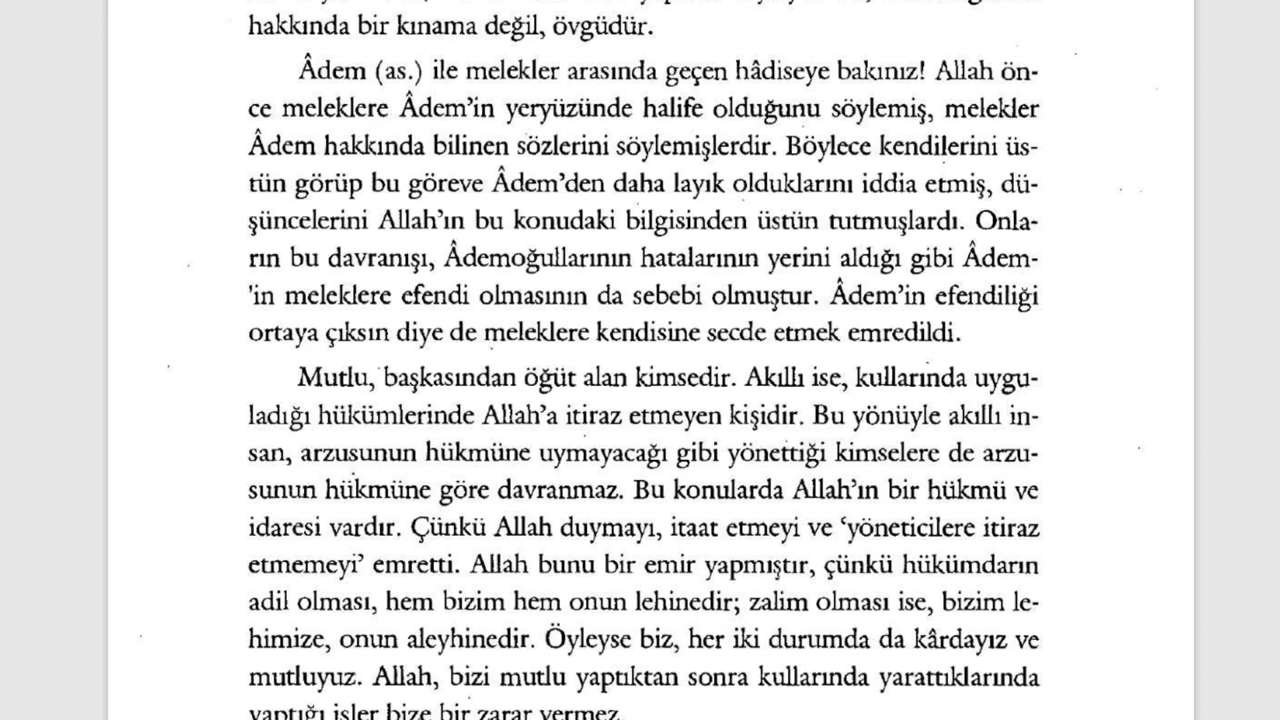 hakkında bir kınama değil, övgüdür.
Âdem (as.) ile melekler arasında geçen hâdiseye bakınız! Allah ön-
ce meleklere Âdem’in yeryüzünde halife olduğunu söylemiş, melekler
Âdem hakkında bilinen sözlerini söylemişlerdir. Böylece kendilerini üs-
tün görüp bu göreve Âdem’den daha layık olduklarını iddia etmiş, dü-
şüncelerini Allah’ın bu konudaki bilgisinden üstün tutmuşlardı. Onla-
rın bu davranışı, Âdemoğullarının hatalarının yerini aldığı gibi Âdem-
'in meleklere efendi olmasının da sebebi olmuştur. Âdem’in efendiliği
ortaya çıksın diye de meleklere kendisine secde etmek emredildi.
Mutlu, başkasından öğüt alan kimsedir. Akıllı ise, kullarında uygu-
ladığı hükümlerinde Allah’a itiraz etmeyen kişidir. Bu yönüyle akıllı in-
san, arzusunun hükmüne uymayacağı gibi yönettiği kimselere de arzu-
sunun hükmüne göre davranmaz. Bu konularda Allah’ın bir hükmü ve
idaresi vardır. Çünkü Allah duymayı, itaat etmeyi ve ‘yöneticilere itiraz
etmemeyi’ emretti. Allah bunu bir emir yapmıştır, çünkü hükümdarın
adil olması, hem bizim hem onun lehinedir; zalim olması ise, bizim le-
himize, onun aleyhinedir. Öyleyse biz, her iki durumda da kârdayız ve
mutluyuz. Allah, bizi mutlu yaptıktan sonra kullarında yarattıklarında
yaptığı işler bize bir zarar vermez.